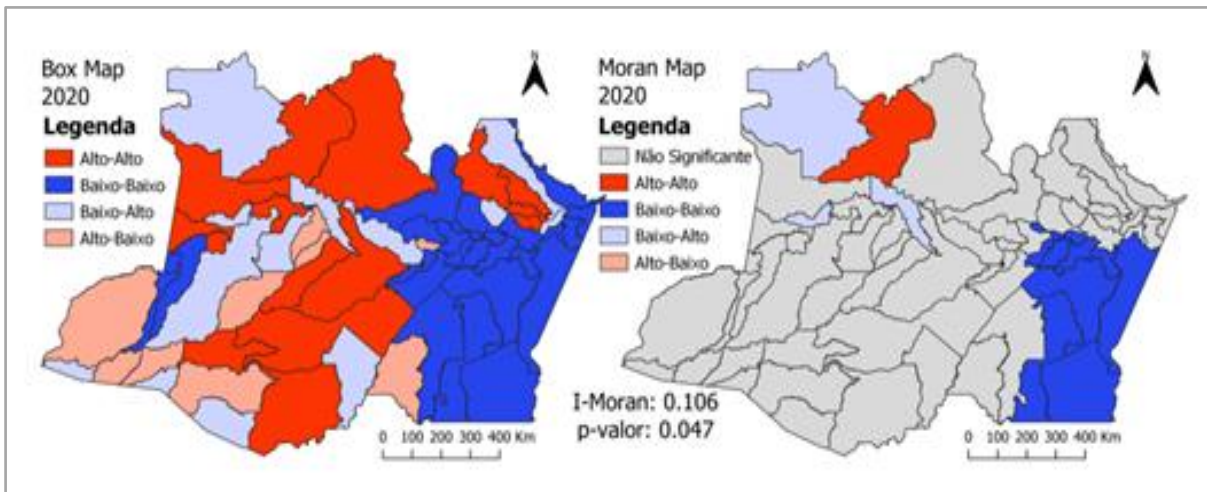 Box Map
2020
Legenda
Alto-Alto
Baixo-Baixo
Baixo-Alto
Alto-Baixo
N
0 100 200 300 400 Km
Moran Map
2020
Legenda
Não Significante
Alto-Alto
Baixo-Baixo
Baixo-Alto
Alto-Baixo
N
I-Moran: 0.106
p-valor: 0.047
0 100 200 300 400 Km